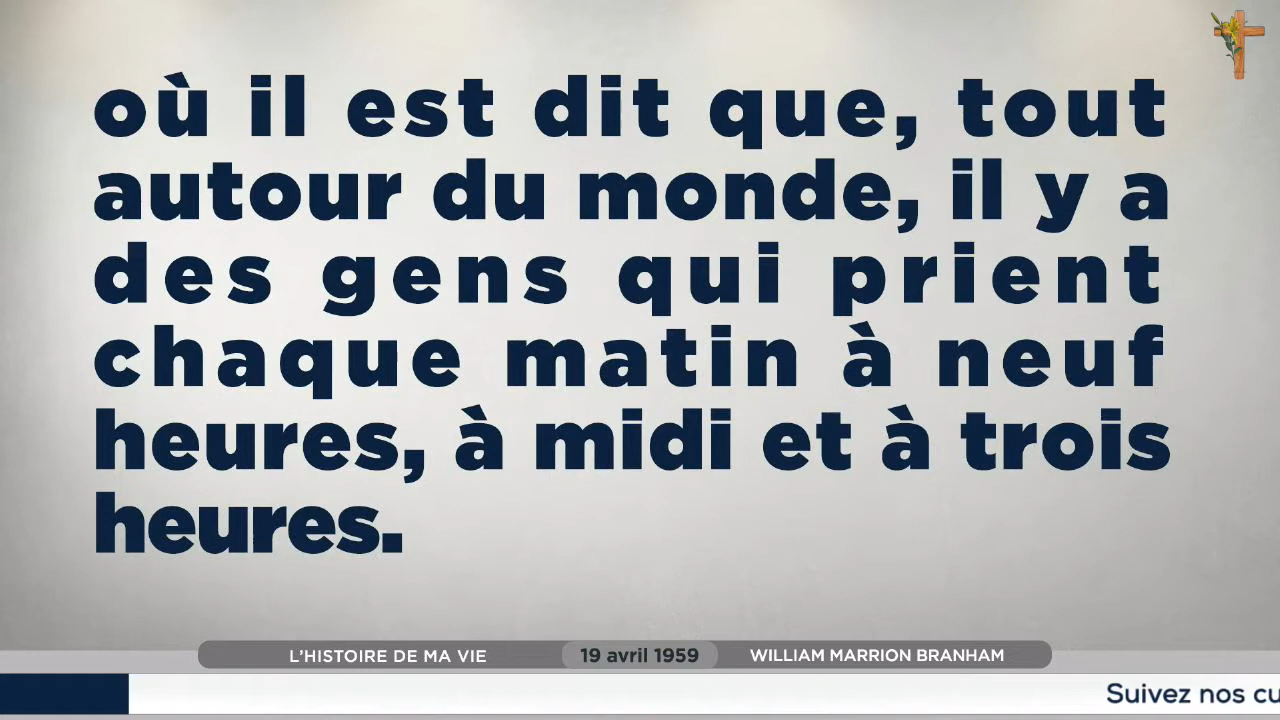 où il est dit que, tout
autour du monde, il y a
des gens qui prient
chaque matin à neuf
heures, à midi et à trois
heures.
L'HISTOIRE DE MA VIE 19 avril 1959 WILLIAM MARRION BRANHAM
Suivez nos cu